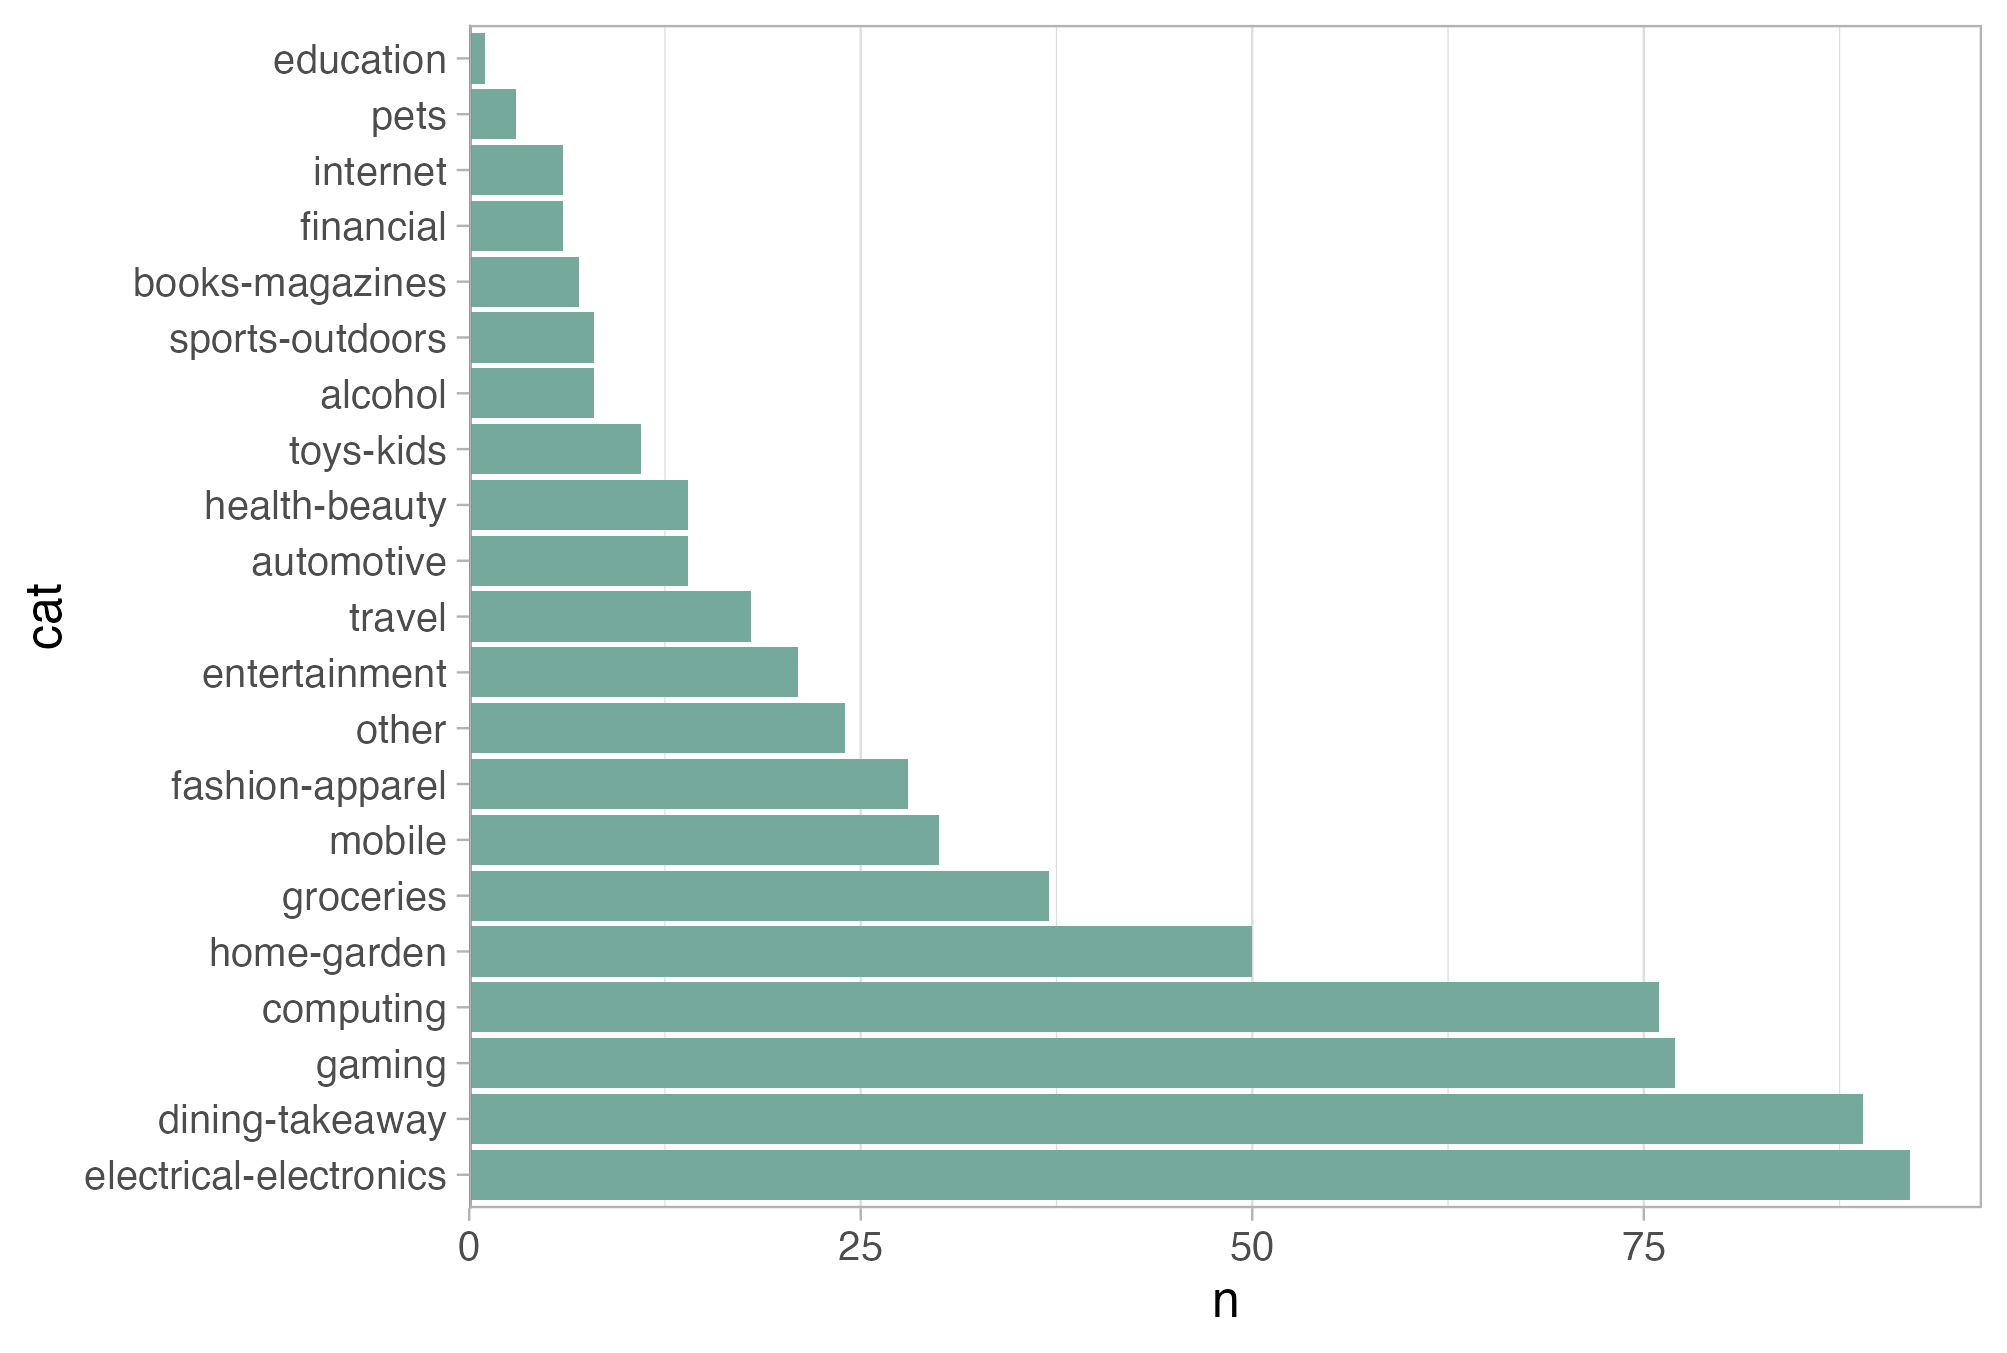 education
pets
internet
financial
books-magazines
sports-outdoors
alcohol
toys-kids
health-beauty
automotive
travel
entertainment
other
fashion-apparel
mobile
groceries
home-garden
computing
gaming
dining-takeaway
electrical-electronics
cat
0 25 50 75
n